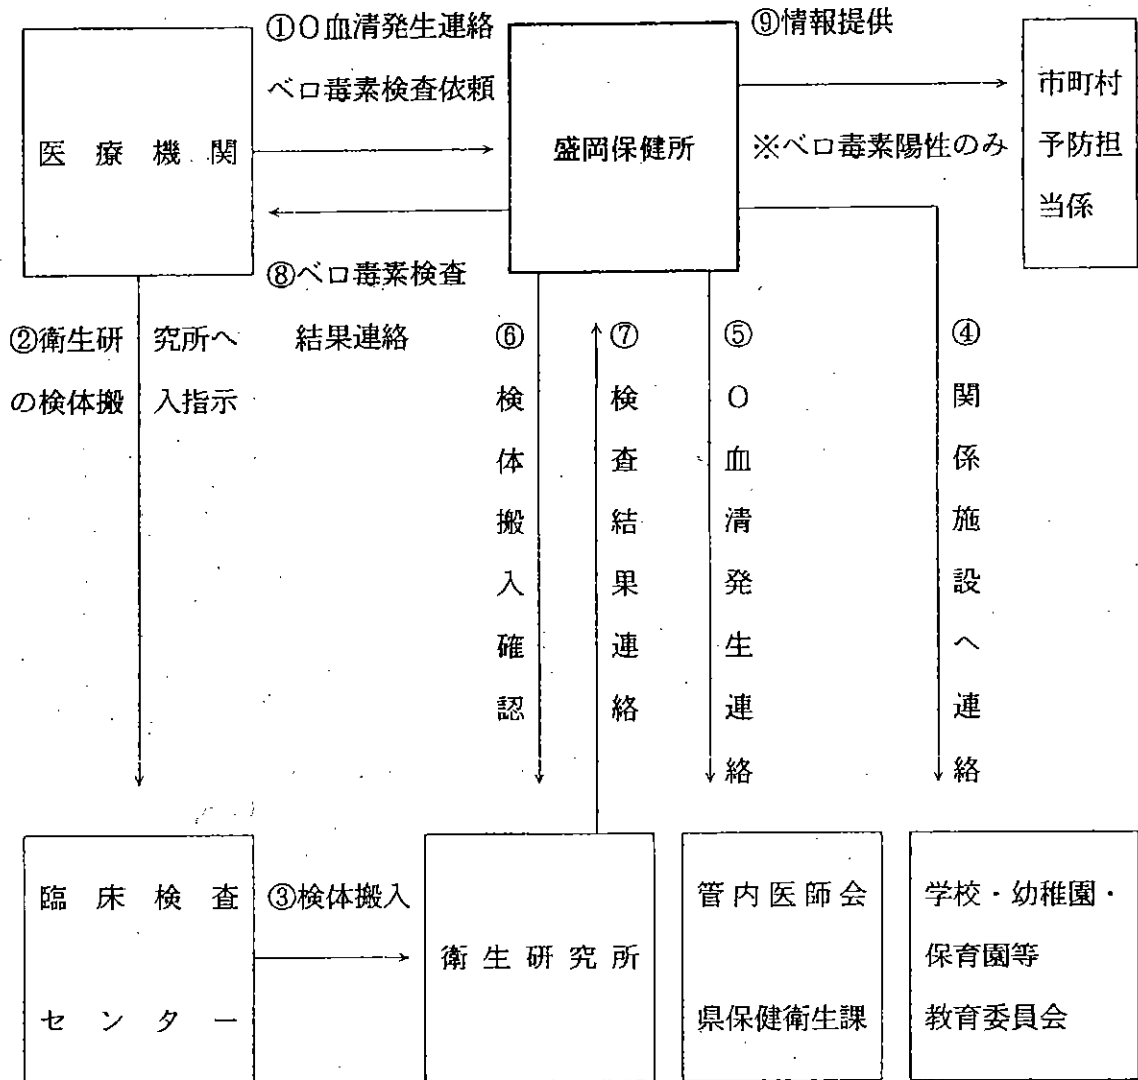 ①O血清発生連絡
ベロ毒素検査依頼
医療機関
盛岡保健所
⑨情報提供
※ベロ毒素陽性のみ
市町村
予防担
当係
⑧ベロ毒素検査
結果連絡
②衛生研究所へ
の検体搬入指示
⑥検体搬入確認
⑦検査結果連絡
⑤O血清発生連絡
④関係施設へ連絡
臨床検査
センター
③検体搬入
衛生研究所
管内医師会
県保健衛生課
学校・幼稚園・
保育園等
教育委員会